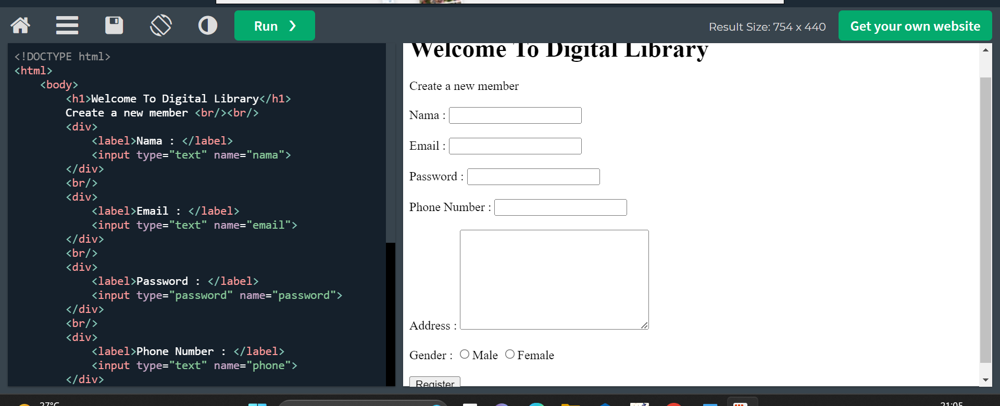 Run ❯
Result Size: 754 x 440
Get your own website
<!DOCTYPE html>
<html>
<body>
<h1>Welcome To Digital Library</h1>
Create a new member <br/><br/>
<div>
<label>Nama : </label>
<input type="text" name="nama">
</div>
<br/>
<div>
<label>Email : </label>
<input type="text" name="email">
</div>
<br/>
<div>
<label>Password : </label>
<input type="password" name="password">
</div>
<br/>
<div>
<label>Phone Number : </label>
<input type="text" name="phone">
</div>
Welcome To Digital Library
Create a new member
Nama :
Email :
Password :
Phone Number :
Address :
Gender : Male Female
Register
27°C
21:05